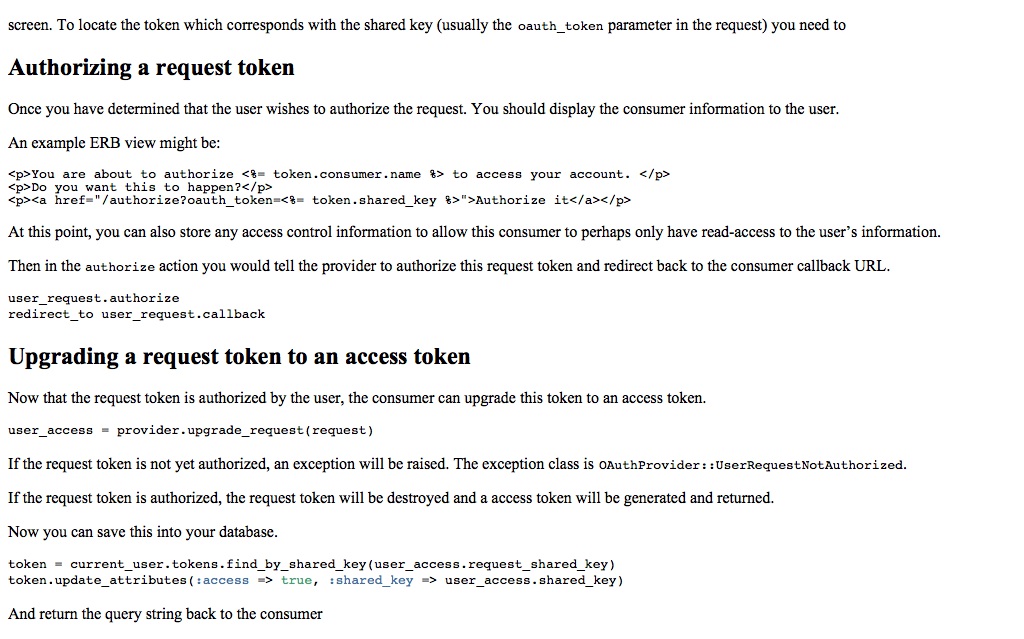 screen. To locate the token which corresponds with the shared key (usually the oauth_token parameter in the request) you need to
Authorizing a request token
Once you have determined that the user wishes to authorize the request. You should display the consumer information to the user.
An example ERB view might be:
<p>You are about to authorize <%= token.consumer.name %> to access your account. </p>
<p>Do you want this to happen?</p>
<p><a href="/authorize?oauth_token=<%= token.shared_key %>">Authorize it</a></p>
At this point, you can also store any access control information to allow this consumer to perhaps only have read-access to the user’s information.
Then in the authorize action you would tell the provider to authorize this request token and redirect back to the consumer callback URL.
user_request.authorize
redirect_to user_request.callback
Upgrading a request token to an access token
Now that the request token is authorized by the user, the consumer can upgrade this token to an access token.
user_access = provider.upgrade_request(request)
If the request token is not yet authorized, an exception will be raised. The exception class is OAuthProvider::UserRequestNotAuthorized.
If the request token is authorized, the request token will be destroyed and a access token will be generated and returned.
Now you can save this into your database.
token = current_user.tokens.find_by_shared_key(user_access.request_shared_key)
token.update_attributes(:access => true, :shared_key => user_access.shared_key)
And return the query string back to the consumer